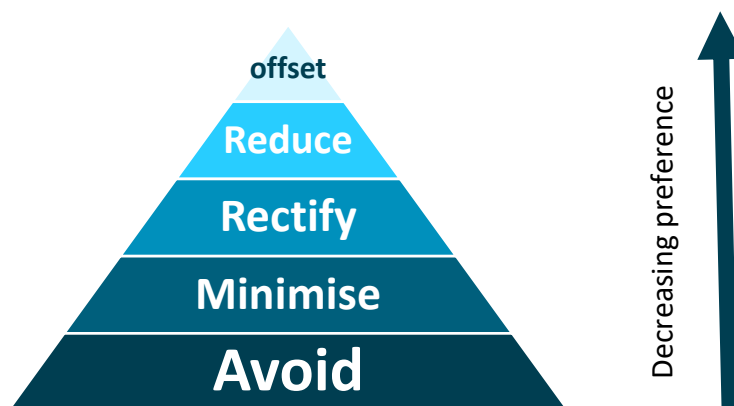 offset
Reduce
Rectify
Minimise
Avoid
Decreasing preference